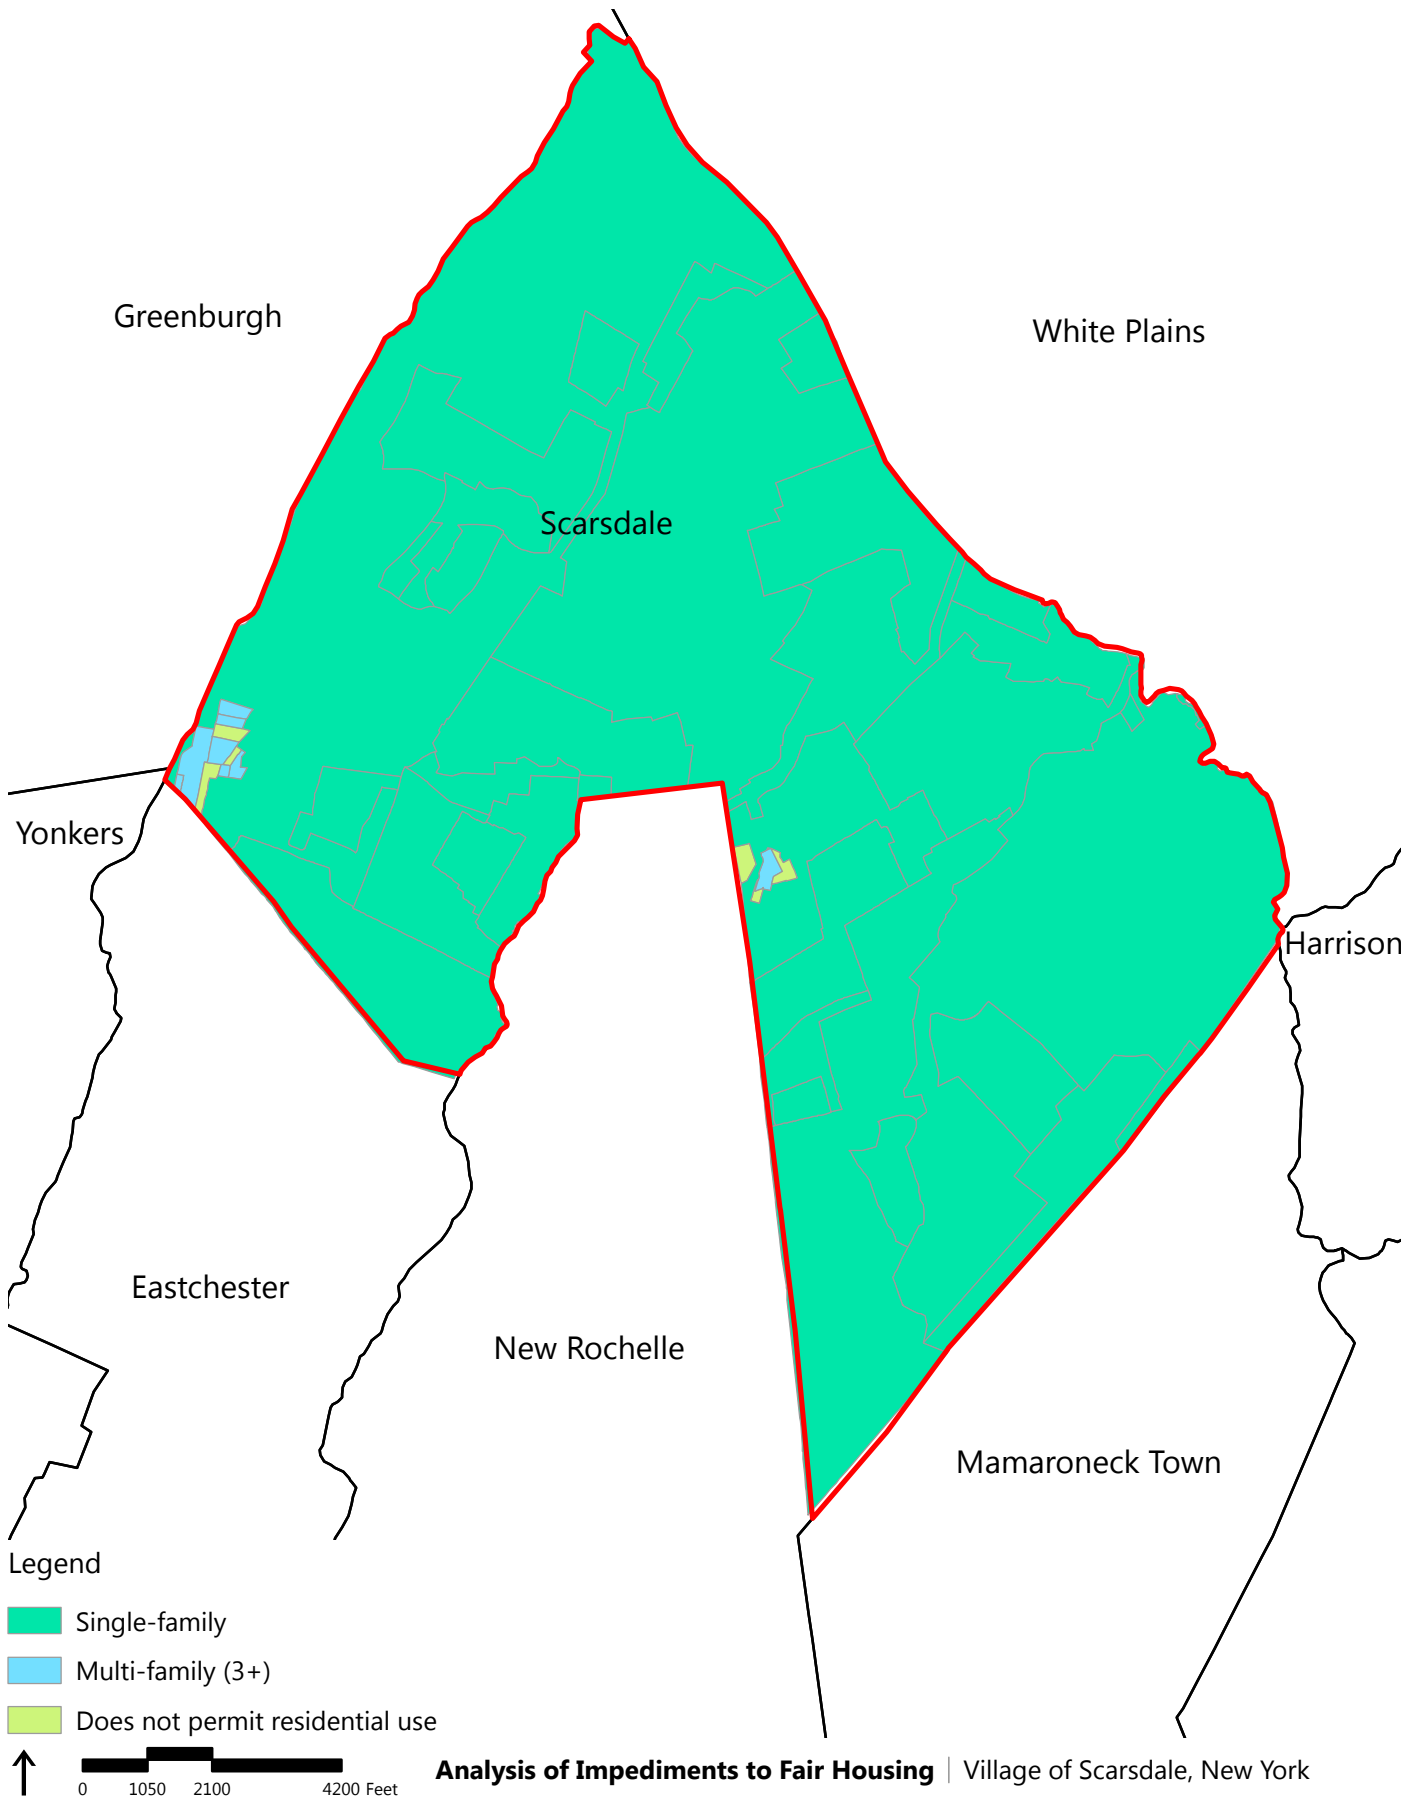 Greenburgh
White Plains
Scarsdale
Yonkers
Harrison
Eastchester
New Rochelle
Mamaroneck Town
Legend
Single-family
Multi-family (3+)
Does not permit residential use
0 1050 2100 4200 Feet
Analysis of Impediments to Fair Housing | Village of Scarsdale, New York